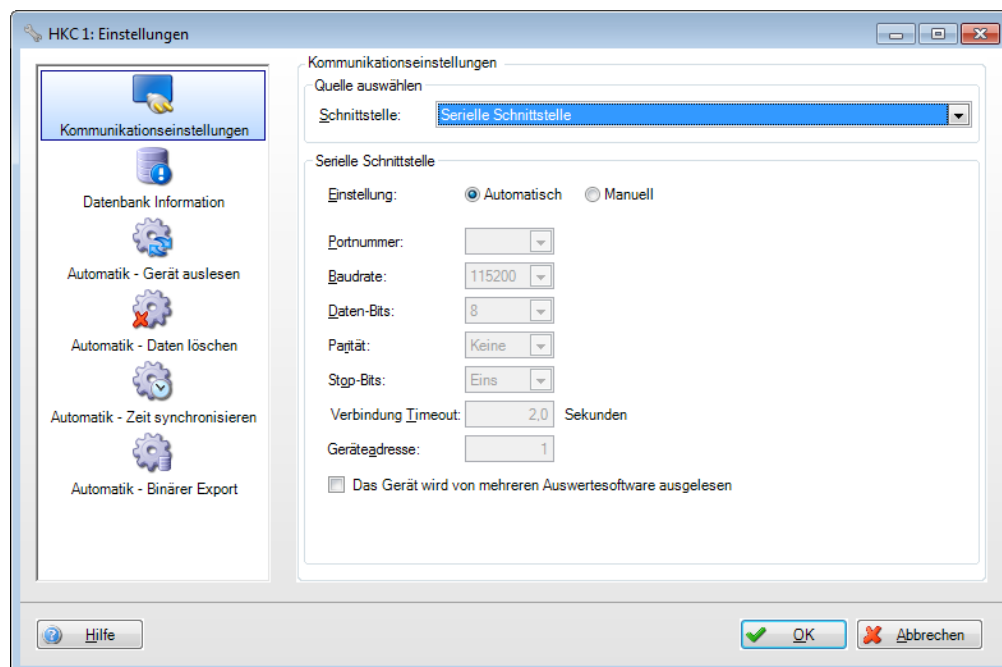 HKC 1: Einstellungen
Kommunikationseinstellungen
Datenbank Information
Automatik - Gerät auslesen
Automatik - Daten löschen
Automatik - Zeit synchronisieren
Automatik - Binärer Export
Kommunikationseinstellungen
Quelle auswählen
Schnittstelle: Serielle Schnittstelle
Serielle Schnittstelle
Einstellung: Automatisch Manuell
Portnummer:
Baudrate: 115200
Daten-Bits: 8
Parität: Keine
Stop-Bits: Eins
Verbindung Timeout: 2,0 Sekunden
Geräteadresse: 1
Das Gerät wird von mehreren Auswertesoftware ausgelesen
Hilfe OK Abbrechen